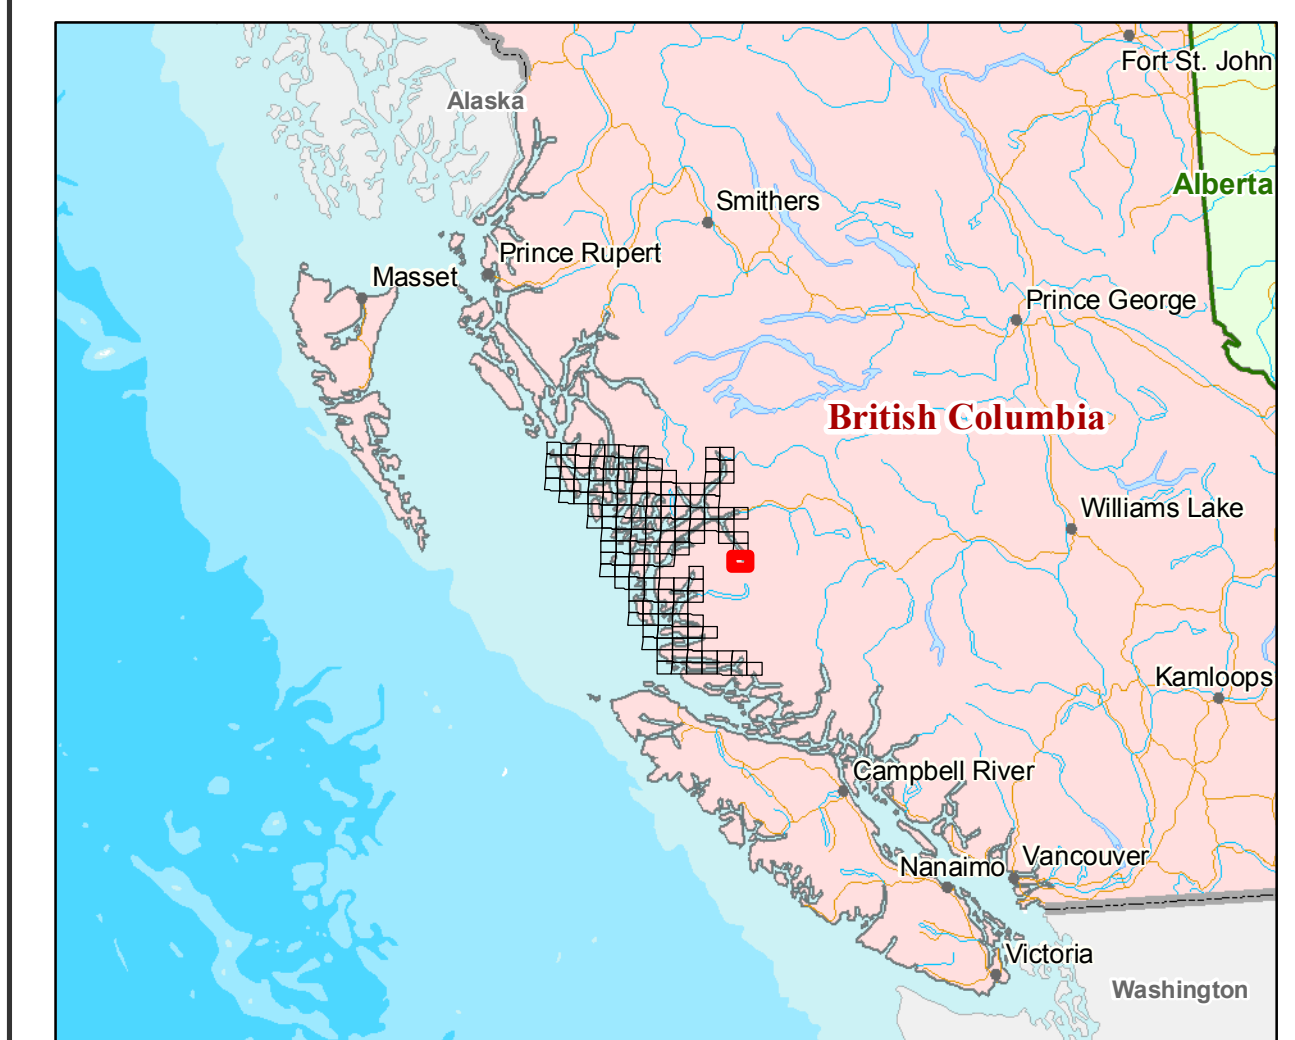 Fort St. John
Alaska
Alberta
Smithers
Prince Rupert
Masset
Prince George
British Columbia
Williams Lake
Kamloops
Campbell River
Vancouver
Nanaimo
Victoria
Washington